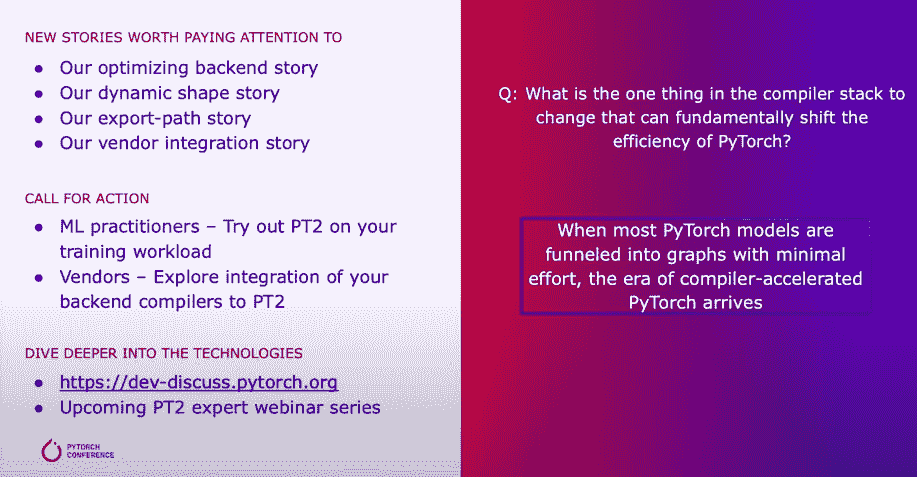 NEW STORIES WORTH PAYING ATTENTION TO
● Our optimizing backend story
● Our dynamic shape story
● Our export-path story
● Our vendor integration story
CALL FOR ACTION
● ML practitioners – Try out PT2 on your
training workload
● Vendors – Explore integration of your
backend compilers to PT2
DIVE DEEPER INTO THE TECHNOLOGIES
● https://dev-discuss.pytorch.org
● Upcoming PT2 expert webinar series
PYTORCH
CONFERENCE
Q: What is the one thing in the compiler stack to
change that can fundamentally shift the
efficiency of PyTorch?
When most PyTorch models are
funneled into graphs with minimal
effort, the era of compiler-accelerated
PyTorch arrives